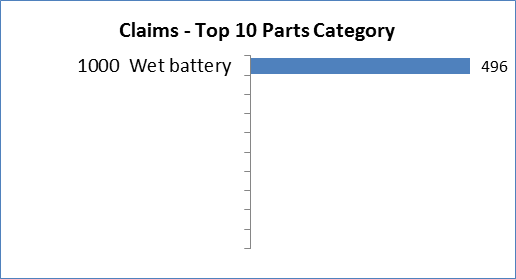 Claims - Top 10 Parts Category
1000  Wet battery 496